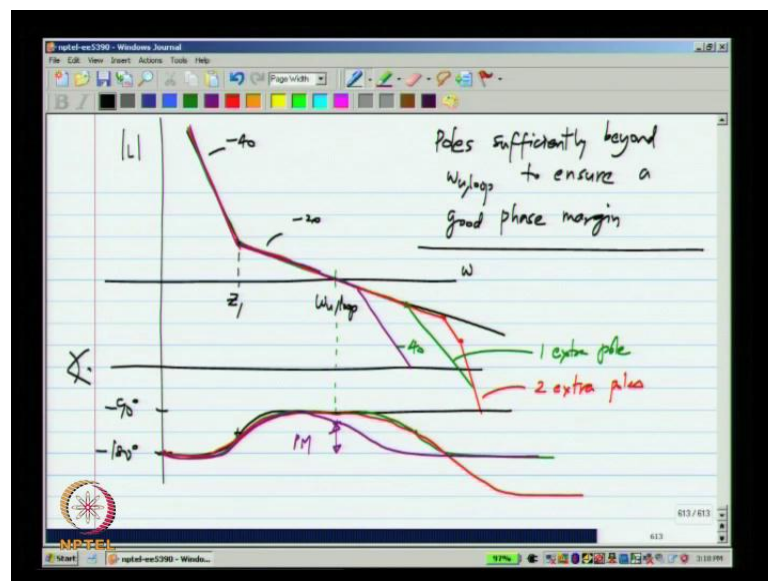 nptel-ee5390 - Windows Journal
File Edit View Insert Actions Tools Help
Page Width
B I
|L|
-40
Poles sufficiently beyond
ωu,loop to ensure a
good phase margin
-20
ω
z1
ωu,loop
-40
1 extra pole
2 extra poles
-90°
-180°
PM
613 / 613
613
NPTEL
Start
nptel-ee5390 - Windo...
97%
3:18 PM